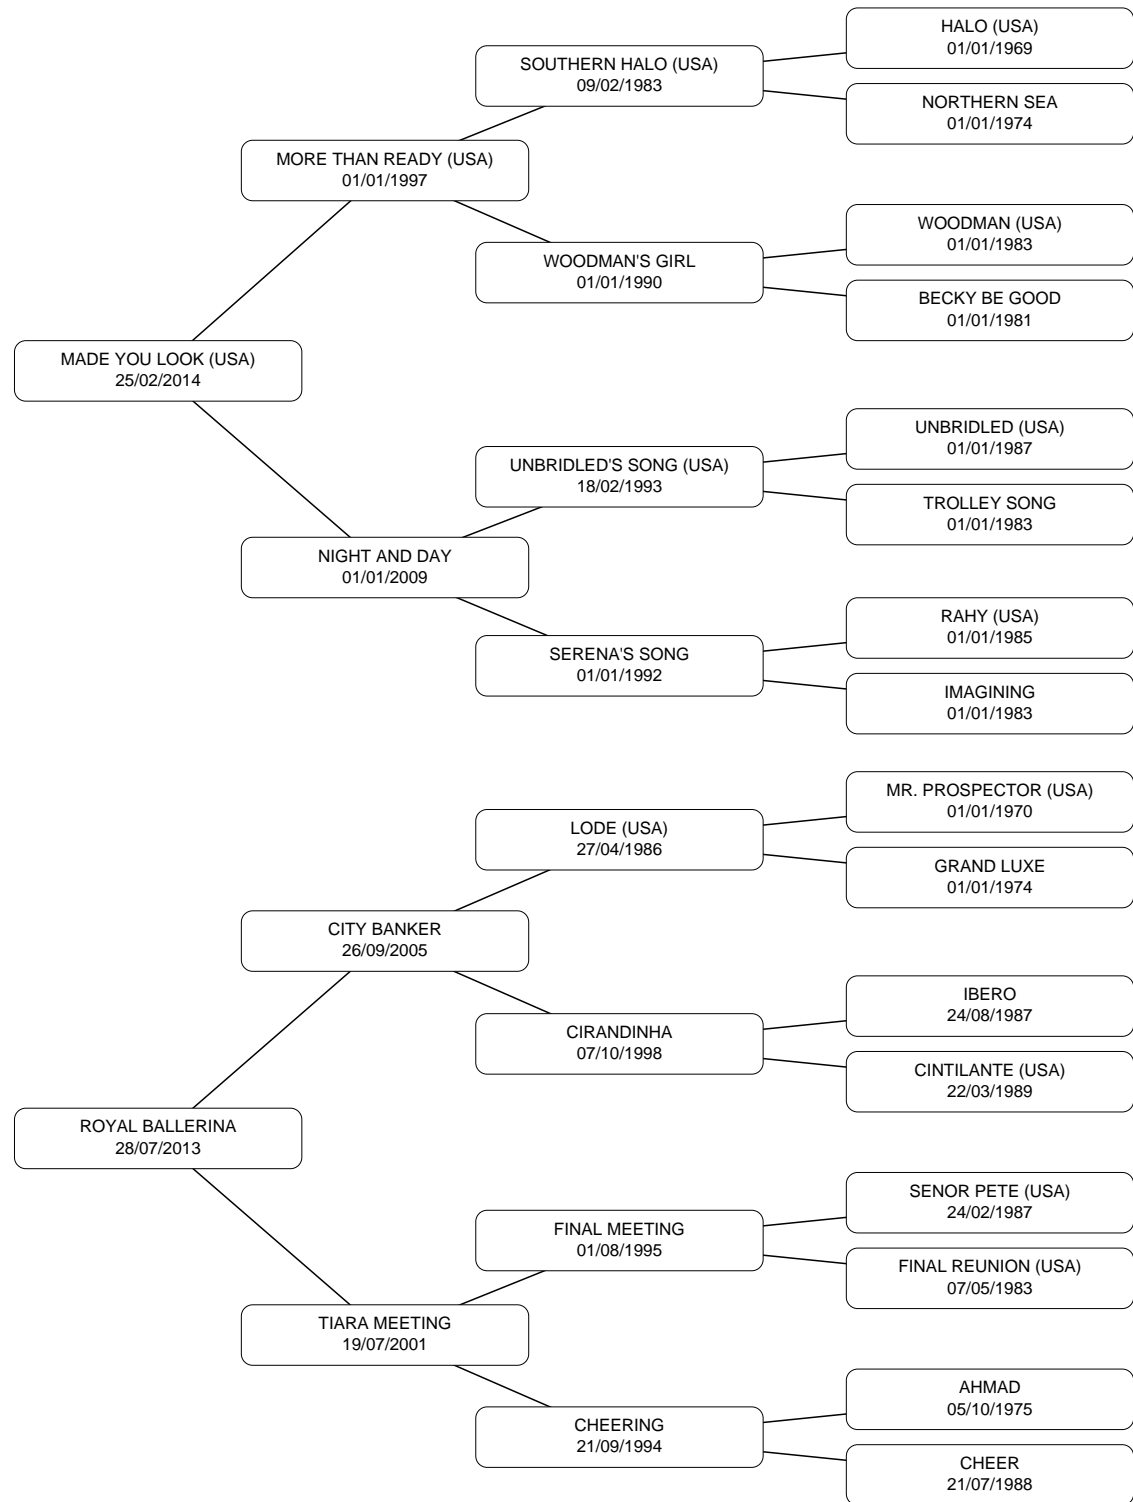 HALO (USA)
01/01/1969
SOUTHERN HALO (USA)
09/02/1983
NORTHERN SEA
01/01/1974
MORE THAN READY (USA)
01/01/1997
WOODMAN (USA)
01/01/1983
WOODMAN'S GIRL
01/01/1990
BECKY BE GOOD
01/01/1981
MADE YOU LOOK (USA)
25/02/2014
UNBRIDLED (USA)
01/01/1987
UNBRIDLED'S SONG (USA)
18/02/1993
TROLLEY SONG
01/01/1983
NIGHT AND DAY
01/01/2009
RAHY (USA)
01/01/1985
SERENA'S SONG
01/01/1992
IMAGINING
01/01/1983
MR. PROSPECTOR (USA)
01/01/1970
LODE (USA)
27/04/1986
GRAND LUXE
01/01/1974
CITY BANKER
26/09/2005
IBERO
24/08/1987
CIRANDINHA
07/10/1998
CINTILANTE (USA)
22/03/1989
ROYAL BALLERINA
28/07/2013
SENOR PETE (USA)
24/02/1987
FINAL MEETING
01/08/1995
FINAL REUNION (USA)
07/05/1983
TIARA MEETING
19/07/2001
AHMAD
05/10/1975
CHEERING
21/09/1994
CHEER
21/07/1988